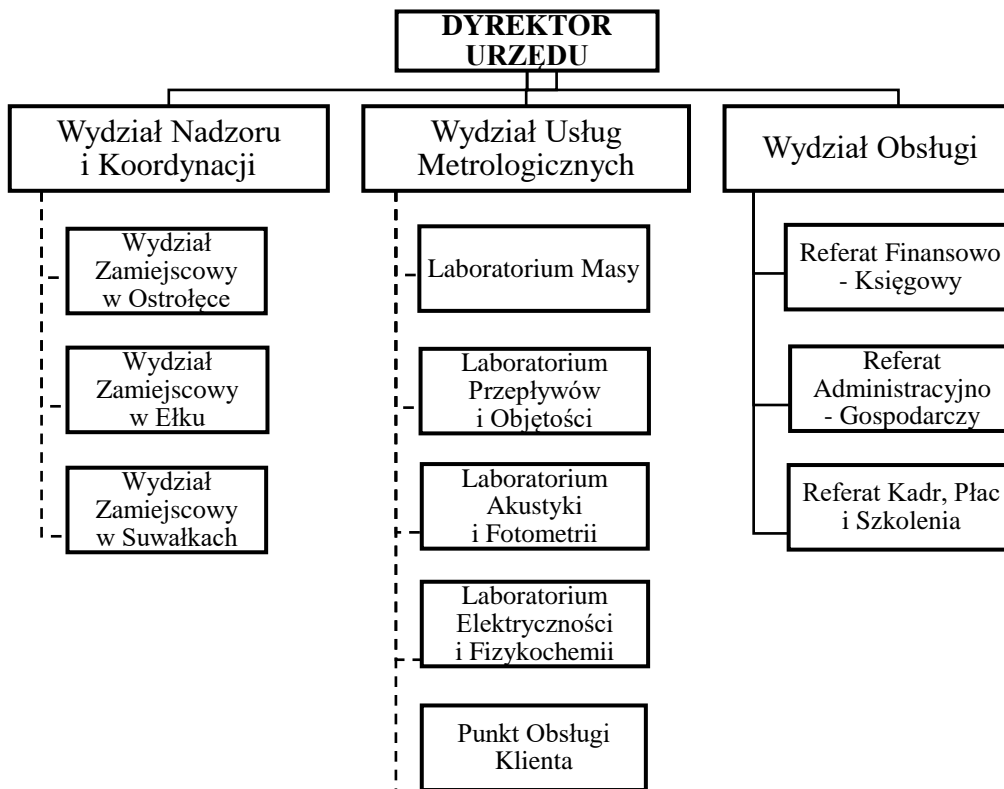 DYREKTOR
URZĘDU
Wydział Nadzoru
i Koordynacji
Wydział Usług
Metrologicznych
Wydział Obsługi
Wydział
Zamiejscowy
w Ostrołęce
Wydział
Zamiejscowy
w Ełku
Wydział
Zamiejscowy
w Suwałkach
Laboratorium Masy
Laboratorium
Przepływów
i Objętości
Laboratorium
Akustyki
i Fotometrii
Laboratorium
Elektryczności
i Fizykochemii
Punkt Obsługi
Klienta
Referat Finansowo
- Księgowy
Referat
Administracyjno
- Gospodarczy
Referat Kadr, Płac
i Szkolenia